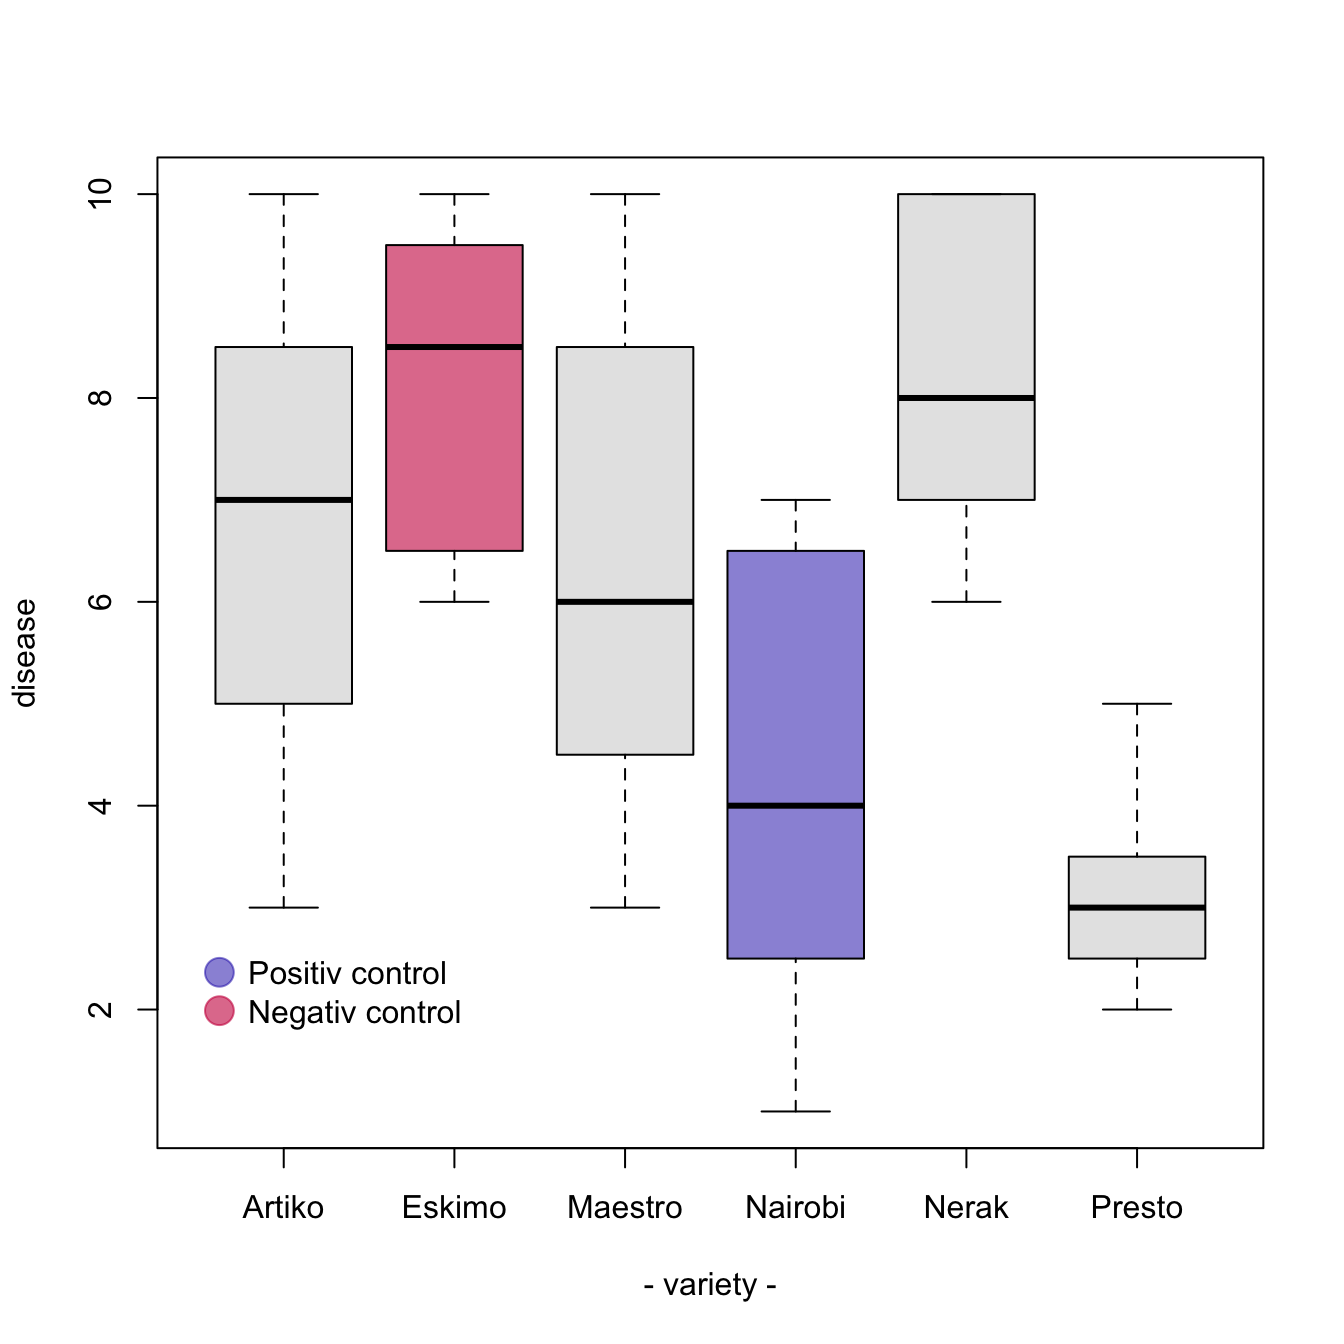 10
8
6
4
2
disease
Positiv control
Negativ control
Artiko Eskimo Maestro Nairobi Nerak Presto
- variety -